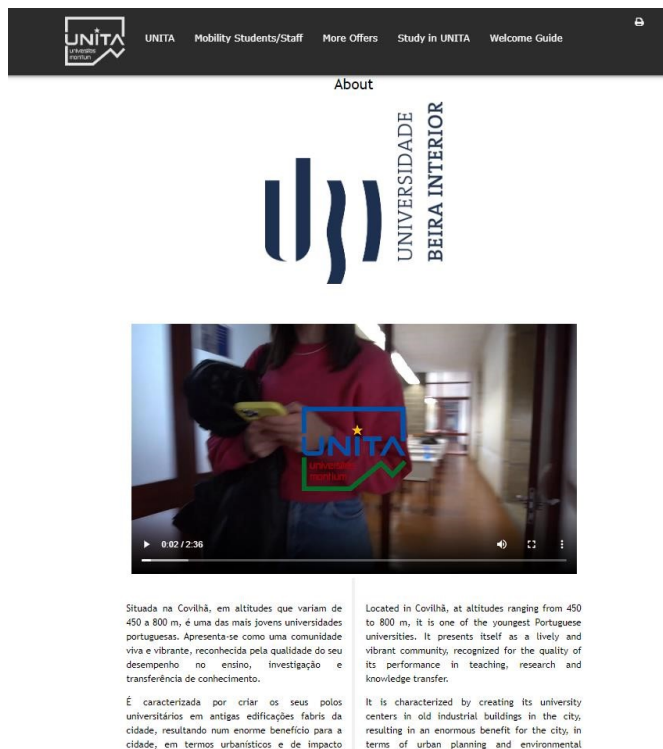 UNITA
universitas
montium
UNITA Mobility Students/Staff More Offers Study in UNITA Welcome Guide
About
ubi
UNIVERSIDADE
BEIRA INTERIOR
UNITA
universitas
montium
0:02 / 2:36
Situada na Covilhã, em altitudes que variam de
450 a 800 m, é uma das mais jovens universidades
portuguesas. Apresenta-se como uma comunidade
viva e vibrante, reconhecida pela qualidade do seu
desempenho no ensino, investigação e
transferência de conhecimento.
É caracterizada por criar os seus polos
universitários em antigas edificações fabris da
cidade, resultando num enorme benefício para a
cidade, em termos urbanísticos e de impacto
Located in Covilhã, at altitudes ranging from 450
to 800 m, it is one of the youngest Portuguese
universities. It presents itself as a lively and
vibrant community, recognized for the quality of
its performance in teaching, research and
knowledge transfer.
It is characterized by creating its university
centers in old industrial buildings in the city,
resulting in an enormous benefit for the city, in
terms of urban planning and environmental